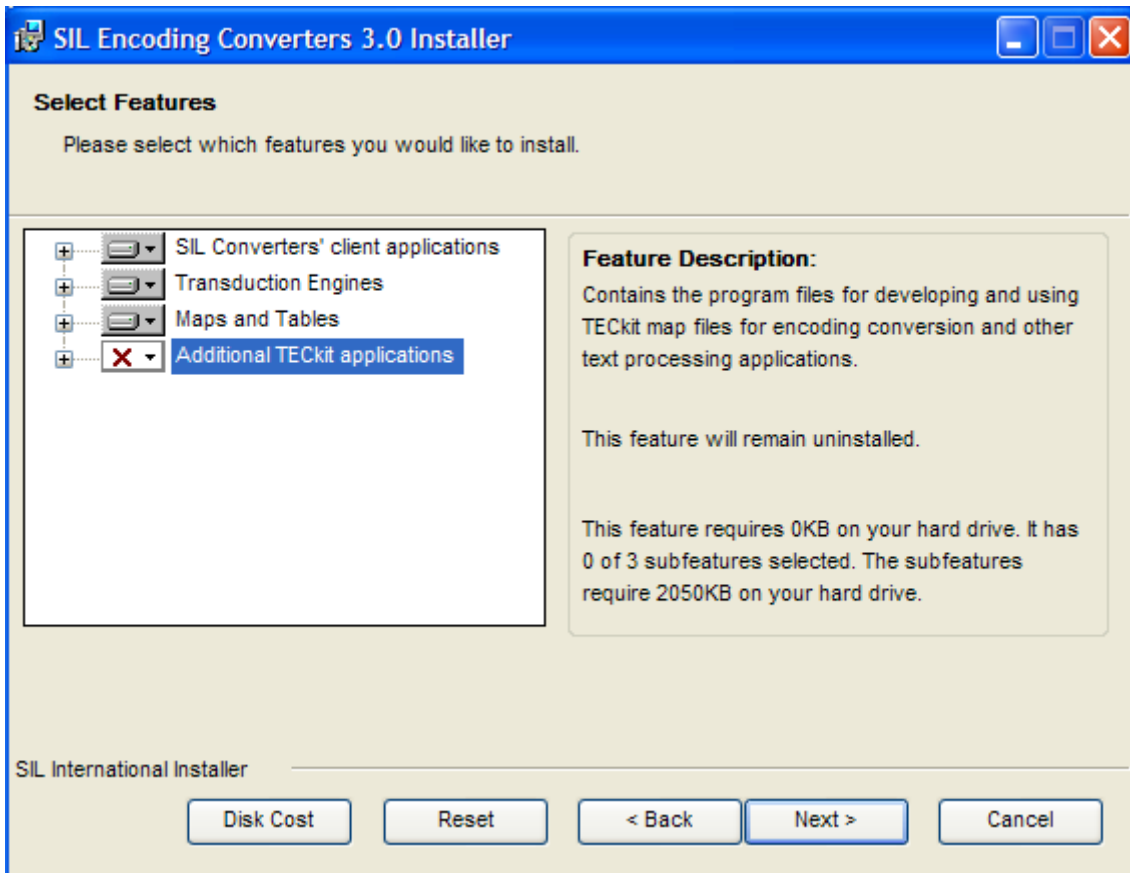 SIL Encoding Converters 3.0 Installer
Select Features
Please select which features you would like to install.
SIL Converters' client applications
Transduction Engines
Maps and Tables
Additional TECkit applications
Feature Description:
Contains the program files for developing and using
TECkit map files for encoding conversion and other
text processing applications.
This feature will remain uninstalled.
This feature requires 0KB on your hard drive. It has
0 of 3 subfeatures selected. The subfeatures
require 2050KB on your hard drive.
SIL International Installer
Disk Cost Reset < Back Next > Cancel